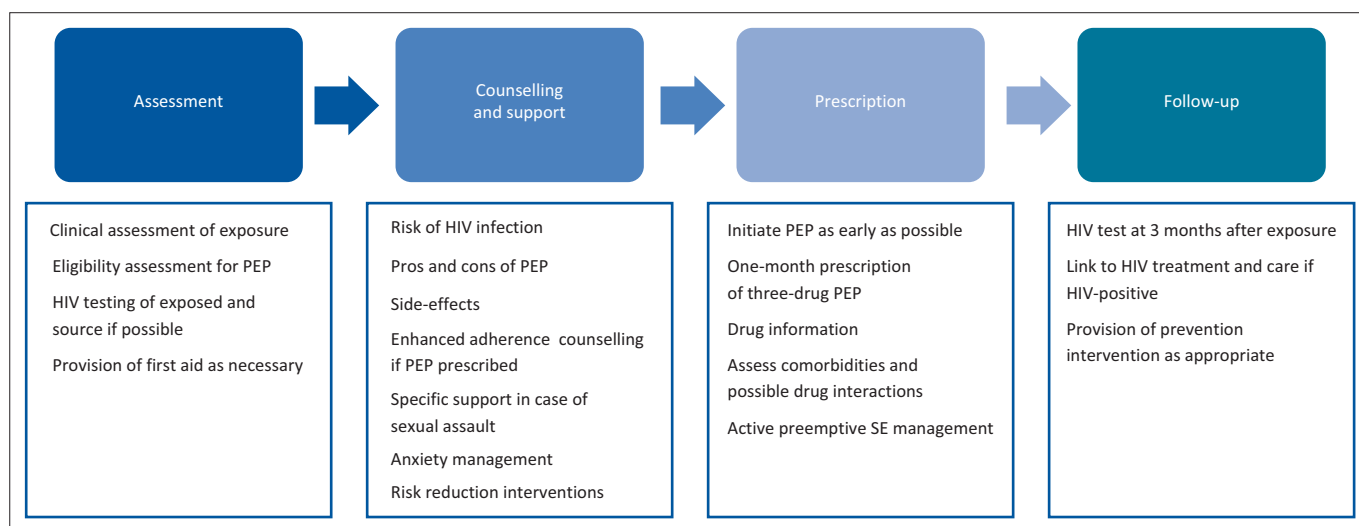 Assessment
Counselling
and support
Prescription
Follow-up
Clinical assessment of exposure
Eligibility assessment for PEP
HIV testing of exposed and
source if possible
Provision of first aid as necessary
Risk of HIV infection
Pros and cons of PEP
Side-effects
Enhanced adherence counselling
if PEP prescribed
Specific support in case of
sexual assault
Anxiety management
Risk reduction interventions
Initiate PEP as early as possible
One-month prescription
of three-drug PEP
Drug information
Assess comorbidities and
possible drug interactions
Active preemptive SE management
HIV test at 3 months after exposure
Link to HIV treatment and care if
HIV-positive
Provision of prevention
intervention as appropriate